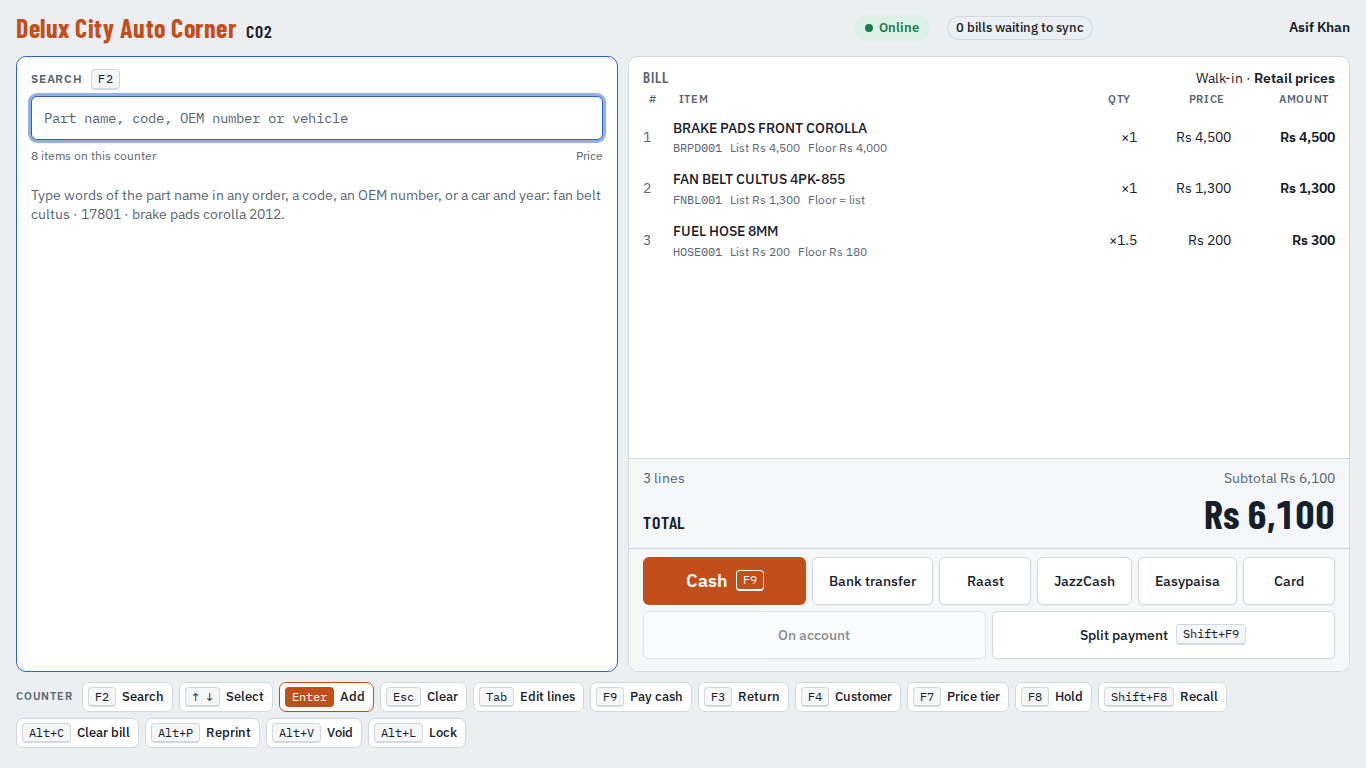 Delux City Auto Corner C02
Online
0 bills waiting to sync
Asif Khan
SEARCH F2
Part name, code, OEM number or vehicle
8 items on this counter Price
Type words of the part name in any order, a code, an OEM number, or a car and year: fan belt
cultus · 17801 · brake pads corolla 2012.
BILL Walk-in · Retail prices
# ITEM QTY PRICE AMOUNT
1 BRAKE PADS FRONT COROLLA ×1 Rs 4,500 Rs 4,500
BRPD001 List Rs 4,500 Floor Rs 4,000
2 FAN BELT CULTUS 4PK-855 ×1 Rs 1,300 Rs 1,300
FNBL001 List Rs 1,300 Floor = list
3 FUEL HOSE 8MM ×1.5 Rs 200 Rs 300
HOSE001 List Rs 200 Floor Rs 180
3 lines Subtotal Rs 6,100
TOTAL Rs 6,100
Cash F9 Bank transfer Raast JazzCash Easypaisa Card
On account Split payment Shift+F9
COUNTER F2 Search ↑ ↓ Select Enter Add Esc Clear Tab Edit lines F9 Pay cash F3 Return F4 Customer F7 Price tier F8 Hold Shift+F8 Recall
Alt+C Clear bill Alt+P Reprint Alt+V Void Alt+L Lock